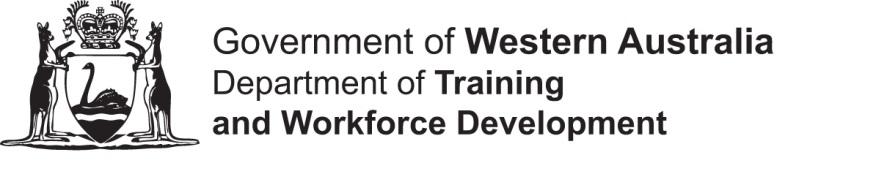 Government of Western Australia
Department of Training
and Workforce Development